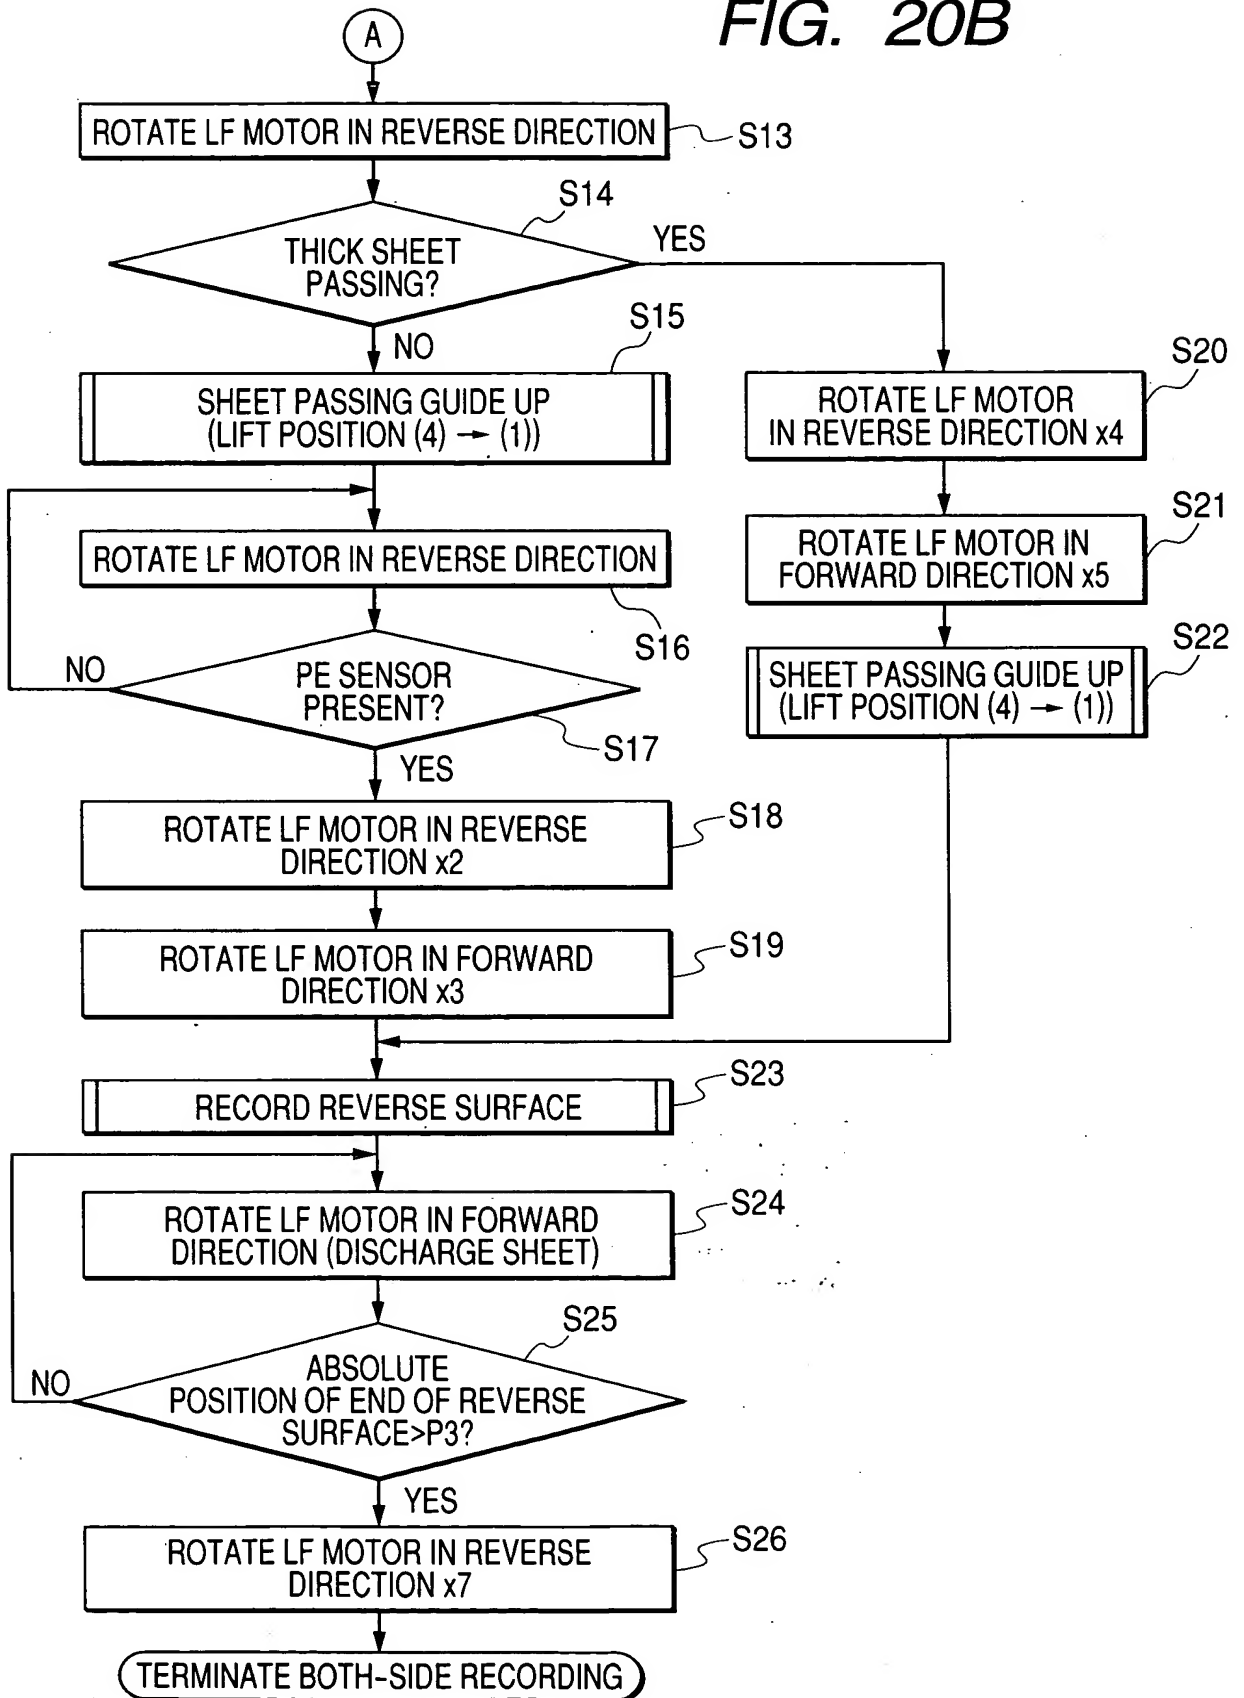 FIG. 20B
A
ROTATE LF MOTOR IN REVERSE DIRECTION
S13
S14
THICK SHEET
PASSING?
YES
NO
S15
SHEET PASSING GUIDE UP
(LIFT POSITION (4) → (1))
S20
ROTATE LF MOTOR
IN REVERSE DIRECTION x4
ROTATE LF MOTOR IN REVERSE DIRECTION
S16
S21
ROTATE LF MOTOR IN
FORWARD DIRECTION x5
NO
PE SENSOR
PRESENT?
S17
YES
S22
SHEET PASSING GUIDE UP
(LIFT POSITION (4) → (1))
ROTATE LF MOTOR IN REVERSE
DIRECTION x2
S18
ROTATE LF MOTOR IN FORWARD
DIRECTION x3
S19
RECORD REVERSE SURFACE
S23
ROTATE LF MOTOR IN FORWARD
DIRECTION (DISCHARGE SHEET)
S24
S25
NO
ABSOLUTE
POSITION OF END OF REVERSE
SURFACE>P3?
YES
ROTATE LF MOTOR IN REVERSE
DIRECTION x7
S26
TERMINATE BOTH-SIDE RECORDING